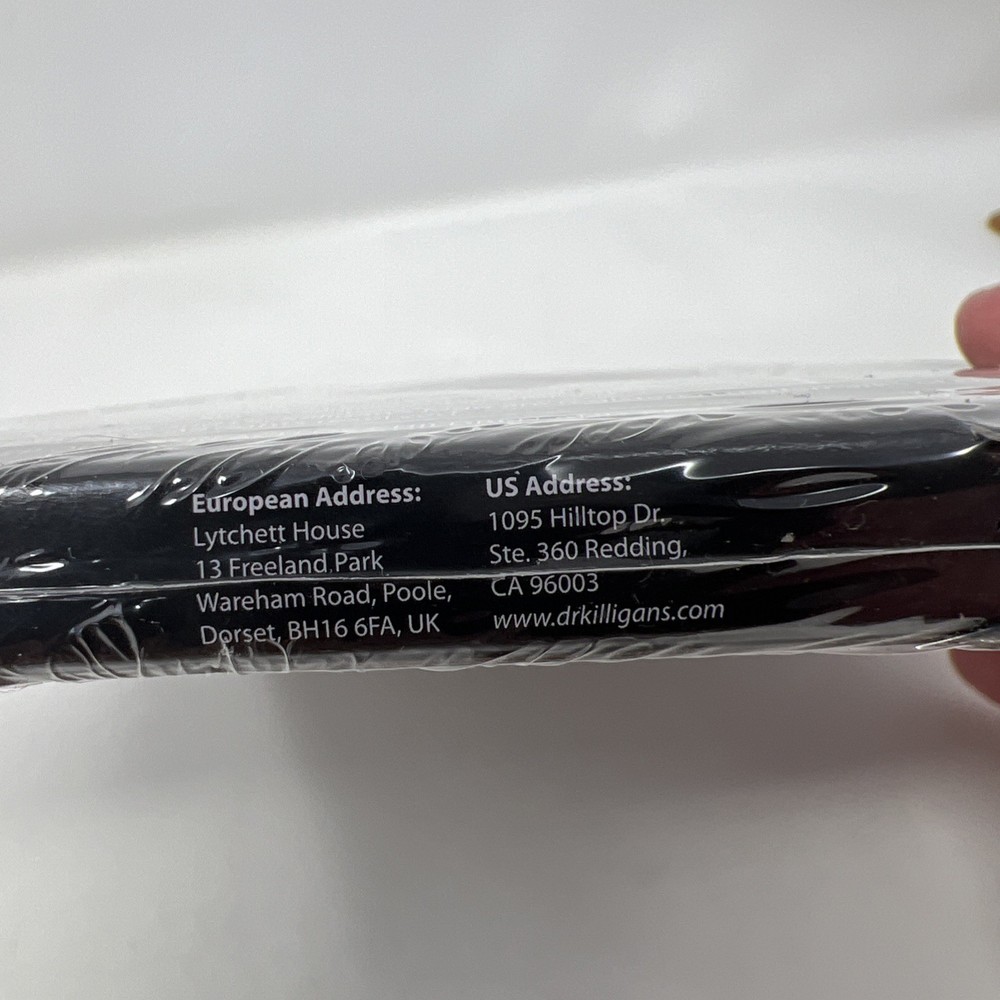 European Address:
Lytchett House
13 Freeland Park
Wareham Road, Poole,
Dorset, BH16 6FA, UK
US Address:
1095 Hilltop Dr.
Ste. 360 Redding,
CA 96003
www.drkilligans.com